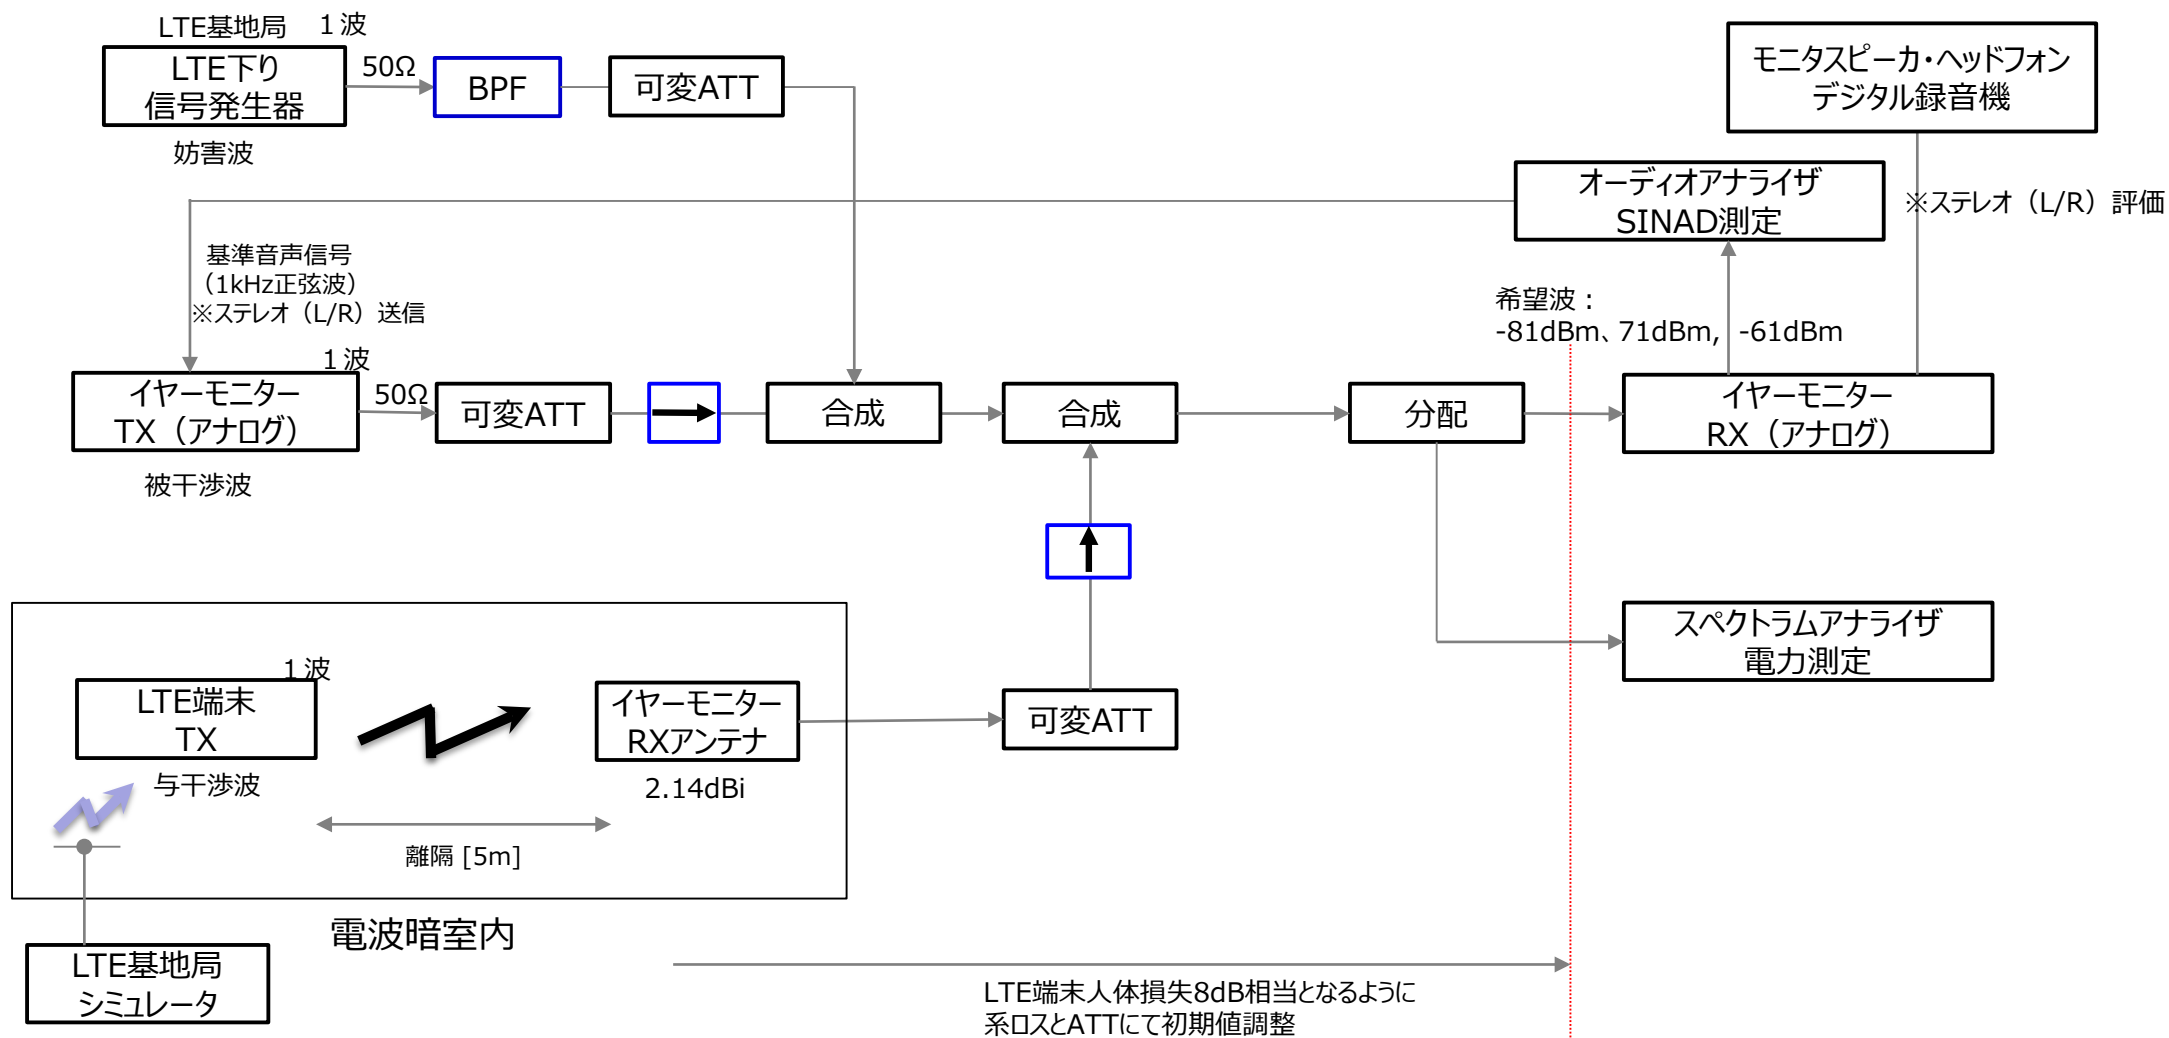 LTE基地局 １波
LTE下り
信号発生器
50Ω
BPF
可変ATT
妨害波
モニタスピーカ・ヘッドフォン
デジタル録音機
オーディオアナライザ
SINAD測定
※ステレオ（L/R）評価
基準音声信号
（1kHz正弦波）
※ステレオ（L/R）送信
希望波：
-81dBm、71dBm, -61dBm
１波
イヤーモニター
TX（アナログ）
50Ω
可変ATT
合成
合成
分配
イヤーモニター
RX（アナログ）
被干渉波
スペクトラムアナライザ
電力測定
１波
LTE端末
TX
イヤーモニター
RXアンテナ
可変ATT
与干渉波
2.14dBi
離隔 [5m]
電波暗室内
LTE基地局
シミュレータ
LTE端末人体損失8dB相当となるように
系ロスとATTにて初期値調整